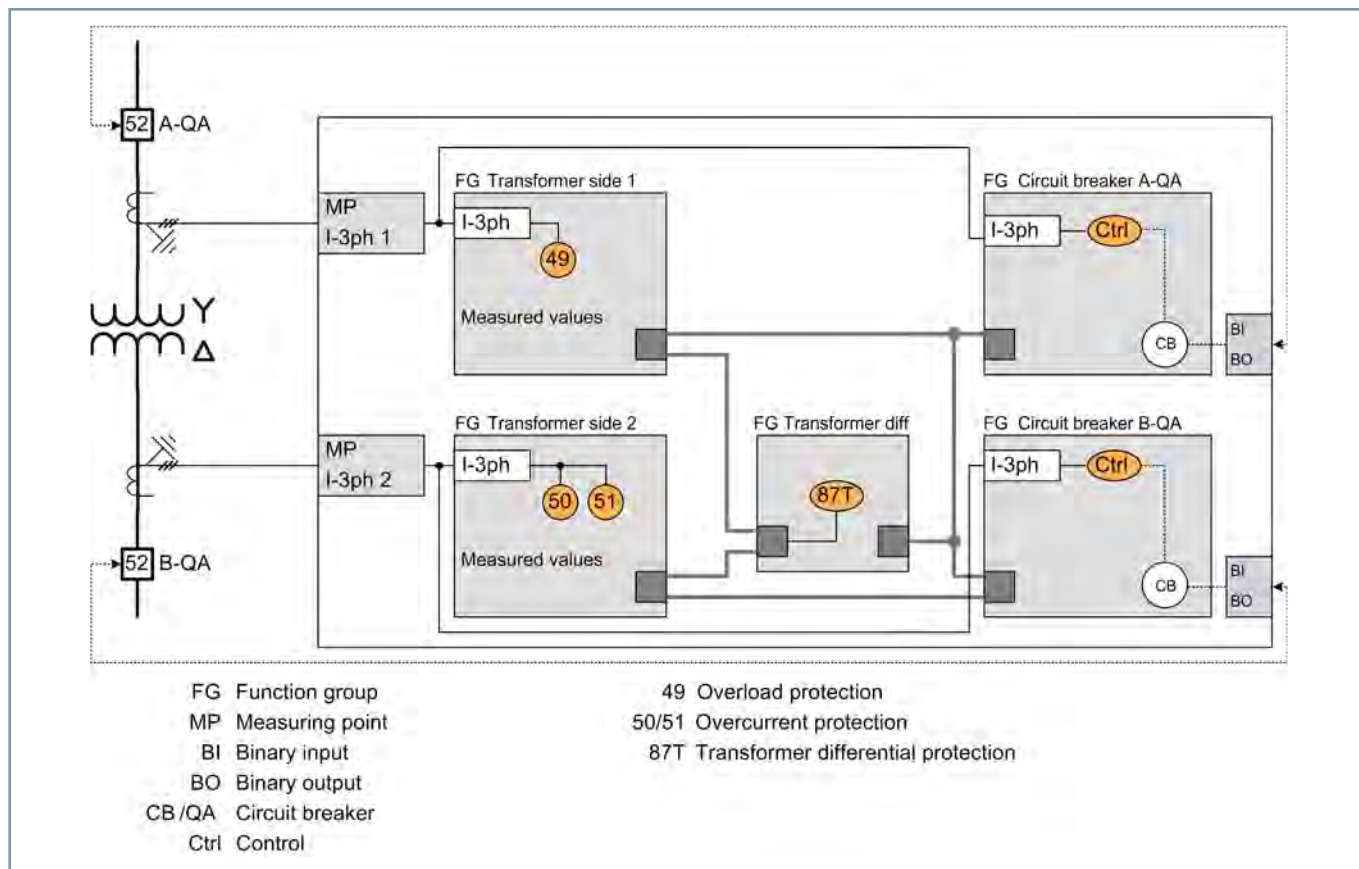 52 A-QA
FG Transformer side 1
FG Circuit breaker A-QA
MP
I-3ph 1
I-3ph
49
Measured values
I-3ph
Ctrl
CB
BI
BO
Y
Δ
FG Transformer side 2
FG Transformer diff
FG Circuit breaker B-QA
MP
I-3ph 2
I-3ph
50
51
Measured values
87T
I-3ph
Ctrl
CB
BI
BO
52 B-QA
FG Function group
MP Measuring point
BI Binary input
BO Binary output
CB/QA Circuit breaker
Ctrl Control
49 Overload protection
50/51 Overcurrent protection
87T Transformer differential protection